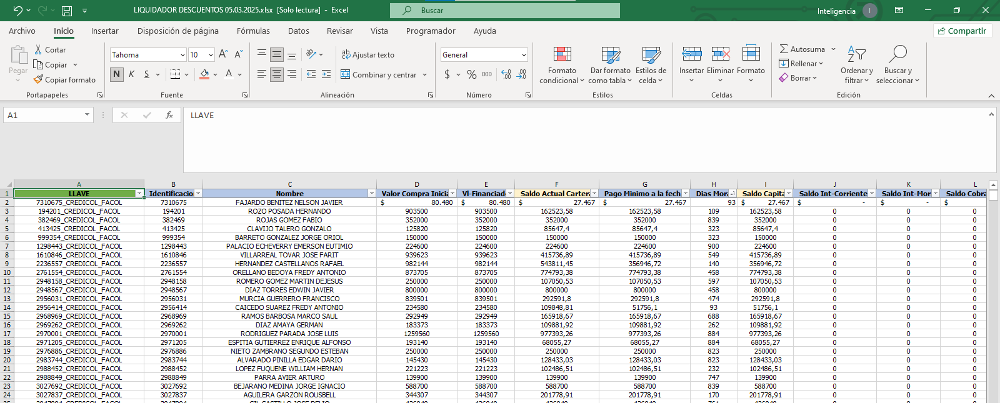 LIQUIDADOR DESCUENTOS 05.03.2025.xlsx [Solo lectura] - Excel
Buscar
Inteligencia I
Archivo Inicio Insertar Disposición de página Fórmulas Datos Revisar Vista Programador Ayuda Compartir
Pegar
Cortar
Copiar
Copiar formato
Portapapeles
Tahoma 10
N K S
Fuente
Ajustar texto
Combinar y centrar
Alineación
General
$ % 000
Número
Formato condicional
Dar formato como tabla
Estilos de celda
Estilos
Insertar Eliminar Formato
Celdas
Autosuma
Rellenar
Borrar
Ordenar y filtrar
Buscar y seleccionar
Edición
A1 fx LLAVE
A B C D E F G H I J K L
1 LLAVE Identificacio Nombre Valor Compra Inicia Vl-Financiad Saldo Actual Cartera Pago Minimo a la fech Dias Mora Saldo Capita Saldo Int-Corriente Saldo Int-Mor Saldo Cobra
2 7310675_CREDICOL_FACOL 7310675 FAJARDO BENITEZ NELSON JAVIER $ 80.480 $ 80.480 $ 27.467 $ 27.467 93 $ 27.467 $ - $ - $
3 194201_CREDICOL_FACOL 194201 ROZO POSADA HERNANDO 903500 903500 162523,58 162523,58 109 162523,58 0 0 0
4 382469_CREDICOL_FACOL 382469 ROJAS GOMEZ FABIO 352000 352000 352000 352000 839 352000 0 0 0
5 413425_CREDICOL_FACOL 413425 CLAVIJO TALERO GONZALO 125820 125820 85647,4 85647,4 323 85647,4 0 0 0
6 999354_CREDICOL_FACOL 999354 BARRETO GONZALEZ JORGE ORIOL 150000 150000 150000 150000 323 150000 0 0 0
7 1298443_CREDICOL_FACOL 1298443 PALACIO ECHEVERRY EMERSON EUTIMIO 224600 224600 224600 224600 900 224600 0 0 0
8 1610846_CREDICOL_FACOL 1610846 VILLARREAL TOVAR JOSE FARIT 939623 939623 415736,89 415736,89 549 415736,89 0 0 0
9 2236557_CREDICOL_FACOL 2236557 HERNANDEZ CASTELLANOS RAFAEL 982144 982144 543811,45 356946,72 140 356946,72 0 0 0
10 2761554_CREDICOL_FACOL 2761554 ORELLANO BEDOYA FREDY ANTONIO 873705 873705 774793,38 774793,38 458 774793,38 0 0 0
11 2948158_CREDICOL_FACOL 2948158 ROMERO GOMEZ MARTIN DEJESUS 250000 250000 107050,53 107050,53 597 107050,53 0 0 0
12 2948567_CREDICOL_FACOL 2948567 DIAZ TORRES EDWIN JAVIER 800000 800000 800000 800000 458 800000 0 0 0
13 2956031_CREDICOL_FACOL 2956031 MURCIA GUERRERO FRANCISCO 839501 839501 292591,8 292591,8 474 292591,8 0 0 0
14 2956414_CREDICOL_FACOL 2956414 CAICEDO SUAREZ FREDY ANTONIO 234580 234580 109848,81 51756,1 93 51756,1 0 0 0
15 2968969_CREDICOL_FACOL 2968969 RAMOS BARBOSA MARCO SAUL 292949 292949 165918,67 165918,67 688 165918,67 0 0 0
16 2969262_CREDICOL_FACOL 2969262 DIAZ AMAYA GERMAN 183373 183373 109881,92 109881,92 262 109881,92 0 0 0
17 2970001_CREDICOL_FACOL 2970001 RODRIGUEZ PARADA JOSE LUIS 1259560 1259560 977393,26 977393,26 884 977393,26 0 0 0
18 2971205_CREDICOL_FACOL 2971205 ESPITIA GUTIERREZ ENRIQUE ALFONSO 193140 193140 68055,27 68055,27 884 68055,27 0 0 0
19 2976886_CREDICOL_FACOL 2976886 NIETO ZAMBRANO SEGUNDO ESTEBAN 250000 250000 250000 250000 823 250000 0 0 0
20 2983744_CREDICOL_FACOL 2983744 ALVARADO PINILLA EDGAR DARIO 145430 145430 128433,03 128433,03 823 128433,03 0 0 0
21 2988452_CREDICOL_FACOL 2988452 LOPEZ FUQUENE WILLIAM HERNAN 221223 221223 102486,51 102486,51 232 102486,51 0 0 0
22 2988849_CREDICOL_FACOL 2988849 PARRA AVIER ARTURO 139900 139900 139900 139900 747 139900 0 0 0
23 3027692_CREDICOL_FACOL 3027692 BEJARANO MEDINA JORGE IGNACIO 588700 588700 588700 588700 839 588700 0 0 0
24 3027837_CREDICOL_FACOL 3027837 AGUILERA GARZON ROUSBELL 344307 344307 201778,91 201778,91 170 201778,91 0 0 0